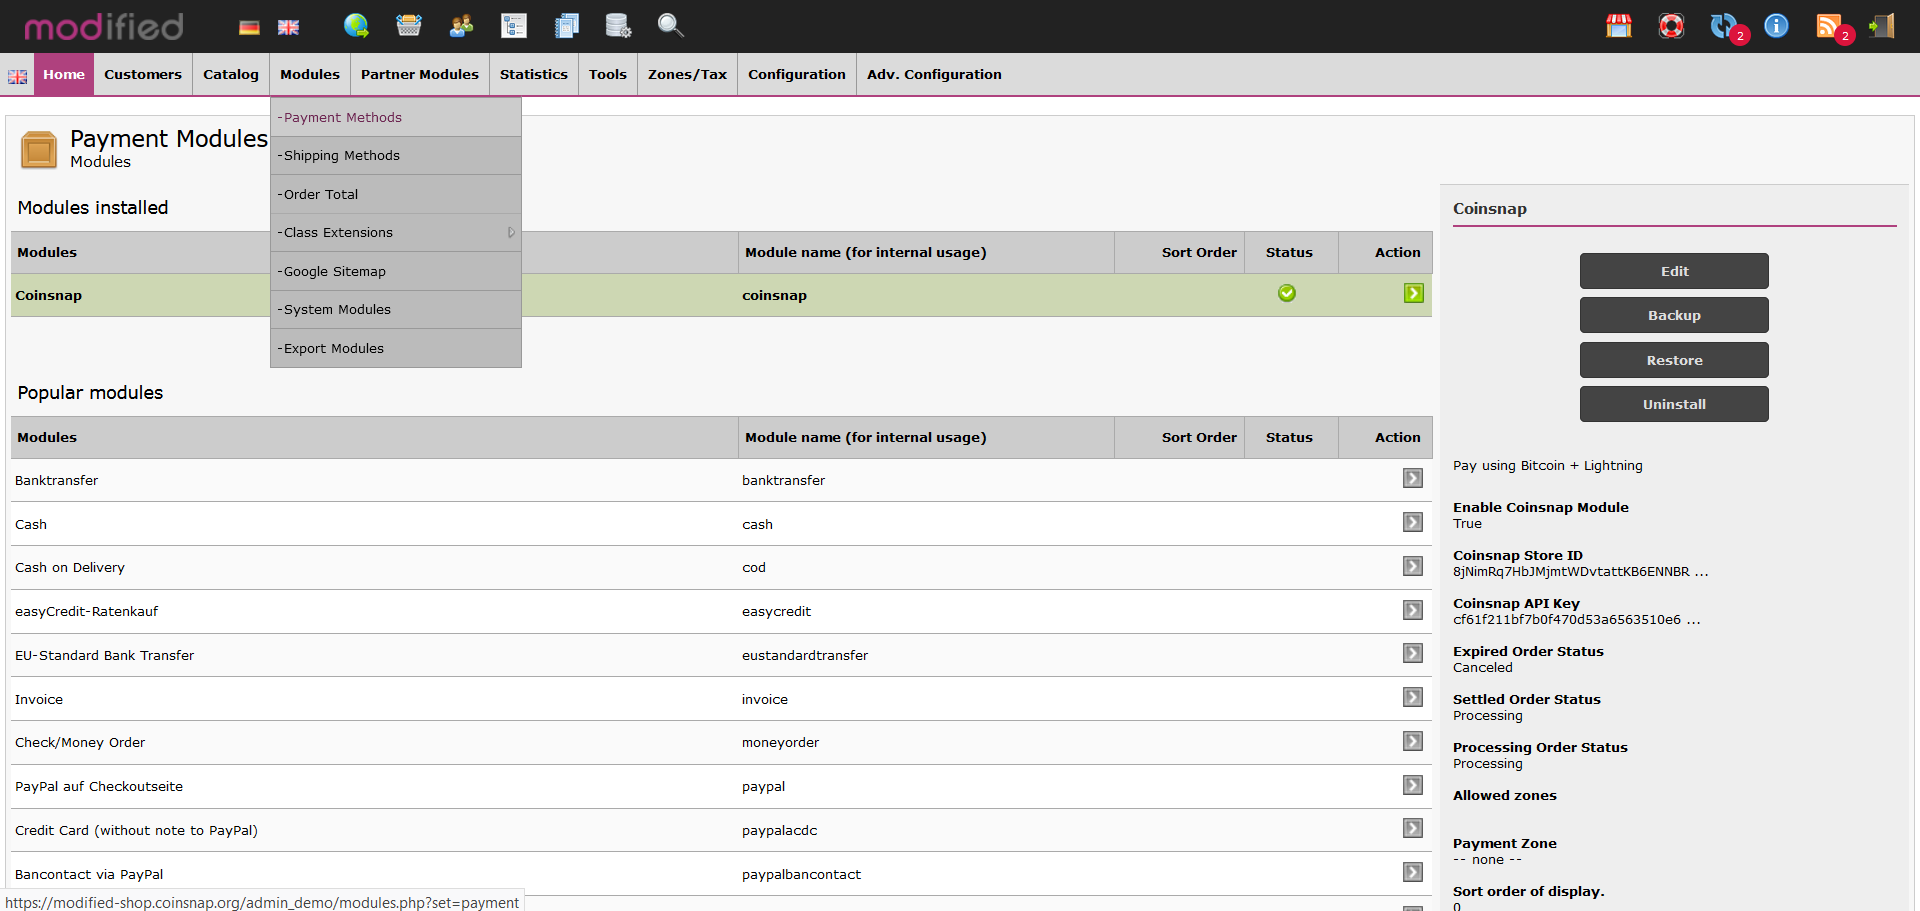 modified
2
2
Home
Customers
Catalog
Modules
Partner Modules
Statistics
Tools
Zones/Tax
Configuration
Adv. Configuration
-Payment Methods
-Shipping Methods
-Order Total
-Class Extensions
-Google Sitemap
-System Modules
-Export Modules
Payment Modules
Modules
Modules installed
Modules
Module name (for internal usage)
Sort Order
Status
Action
Coinsnap
coinsnap
Popular modules
Modules
Module name (for internal usage)
Sort Order
Status
Action
Banktransfer
banktransfer
Cash
cash
Cash on Delivery
cod
easyCredit-Ratenkauf
easycredit
EU-Standard Bank Transfer
eustandardtransfer
Invoice
invoice
Check/Money Order
moneyorder
PayPal auf Checkoutseite
paypal
Credit Card (without note to PayPal)
paypalacdc
Bancontact via PayPal
paypalbancontact
Coinsnap
Edit
Backup
Restore
Uninstall
Pay using Bitcoin + Lightning
Enable Coinsnap Module
True
Coinsnap Store ID
8jNimRq7HbJMjmtWDvtattKB6ENNBR ...
Coinsnap API Key
cf61f211bf7b0f470d53a6563510e6 ...
Expired Order Status
Canceled
Settled Order Status
Processing
Processing Order Status
Processing
Allowed zones
Payment Zone
-- none --
Sort order of display.
0
https://modified-shop.coinsnap.org/admin_demo/modules.php?set=payment